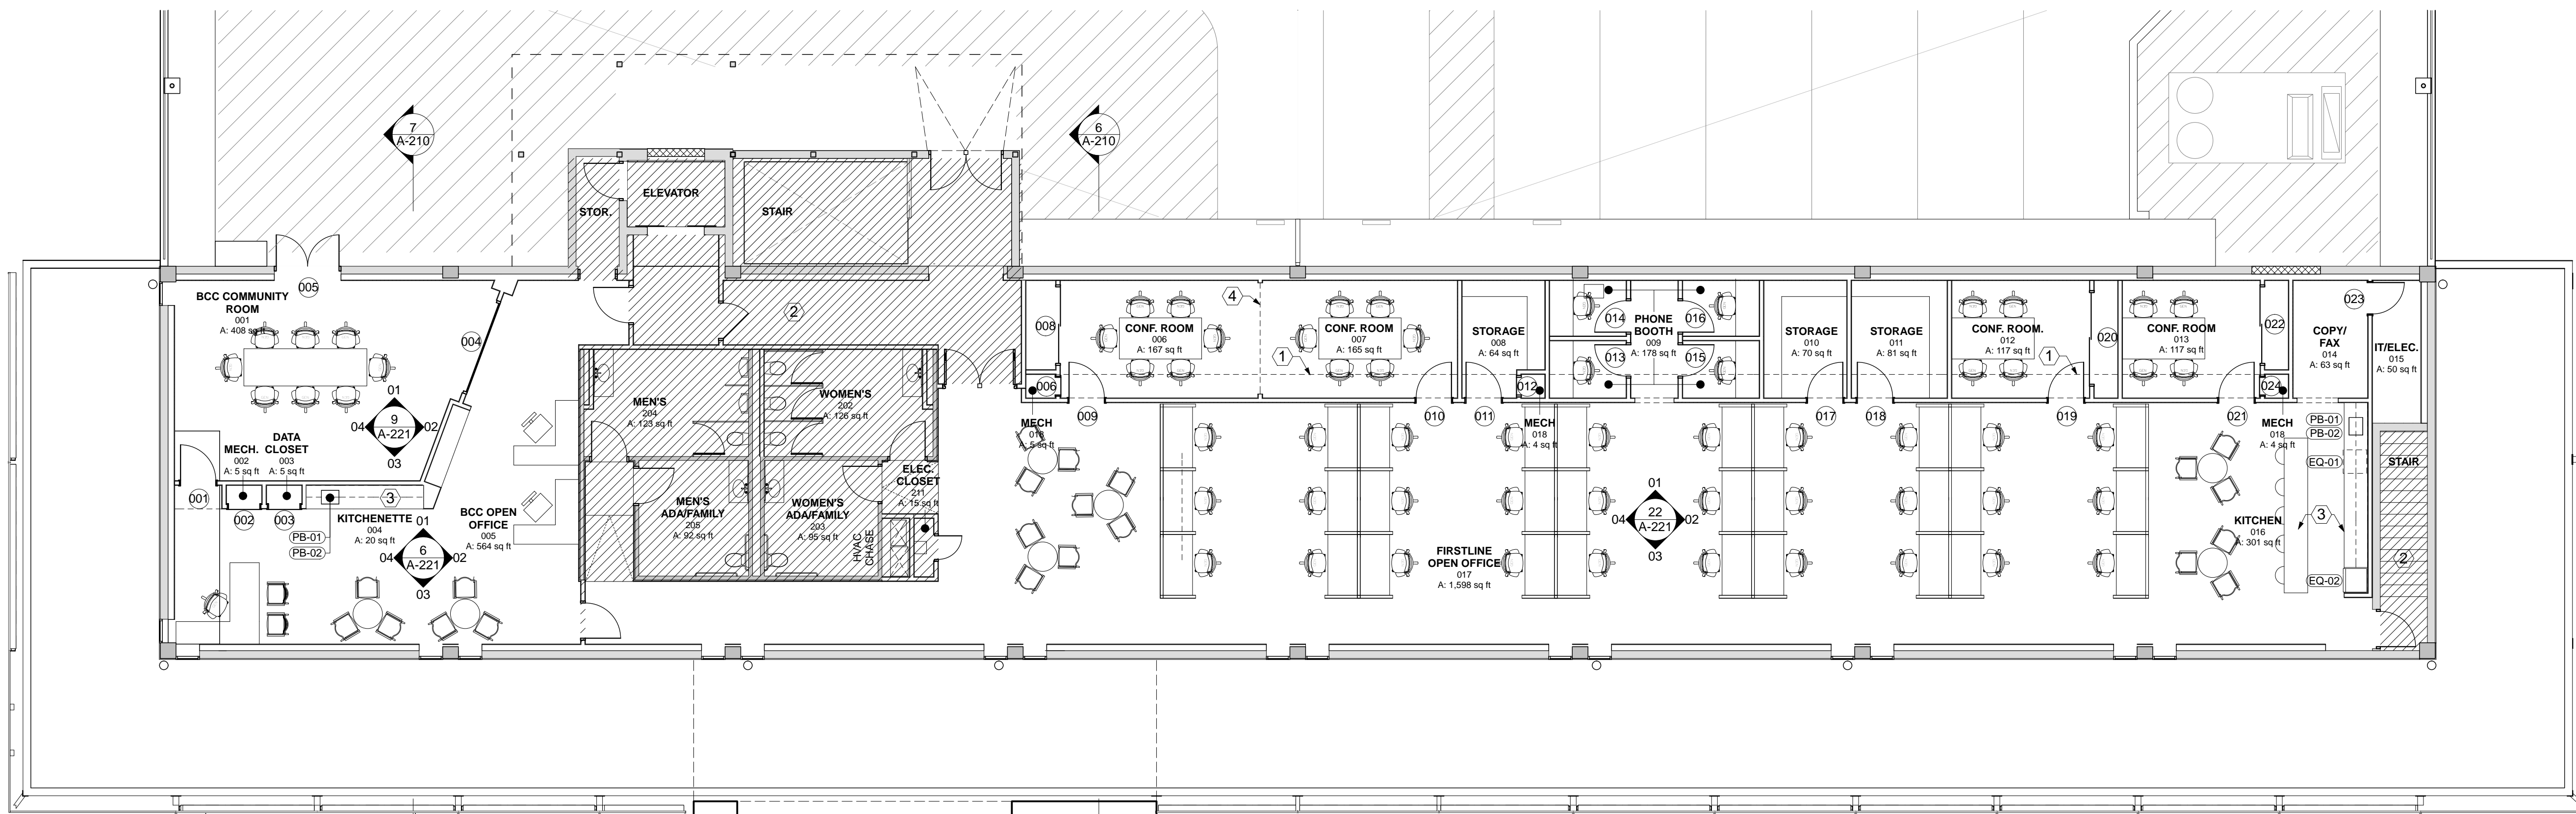 7
A-210
6
A-210
ELEVATOR
STOR.
STAIR
BCC COMMUNITY
ROOM
001
A: 408 sq ft
005
004
2
008
4
1
CONF. ROOM
006
A: 167 sq ft
CONF. ROOM
007
A: 165 sq ft
STORAGE
008
A: 64 sq ft
014
016
PHONE
BOOTH
009
A: 178 sq ft
013
015
STORAGE
010
A: 70 sq ft
STORAGE
011
A: 81 sq ft
CONF. ROOM.
012
A: 117 sq ft
1
020
CONF. ROOM
013
A: 117 sq ft
022
COPY/
FAX
014
A: 63 sq ft
023
IT/ELEC.
015
A: 50 sq ft
006
012
024
009
010
011
017
018
019
021
01
04
9
A-221
02
03
MEN'S
204
A: 123 sq ft
WOMEN'S
202
A: 126 sq ft
MECH
018
A: 5 sq ft
MECH
018
A: 4 sq ft
MECH
018
A: 4 sq ft
PB-01
PB-02
EQ-01
STAIR
DATA
CLOSET
003
A: 5 sq ft
MECH.
002
A: 5 sq ft
001
002
003
3
KITCHENETTE
004
A: 20 sq ft
PB-01
PB-02
01
04
6
A-221
02
03
BCC OPEN
OFFICE
005
A: 564 sq ft
MEN'S
ADA/FAMILY
205
A: 92 sq ft
WOMEN'S
ADA/FAMILY
203
A: 95 sq ft
ELEC.
CLOSET
211
A: 15 sq ft
HVAC
CHASE
FIRSTLINE
OPEN OFFICE
017
A: 1,598 sq ft
01
04
22
A-221
02
03
KITCHEN
016
A: 301 sq ft
3
2
EQ-02